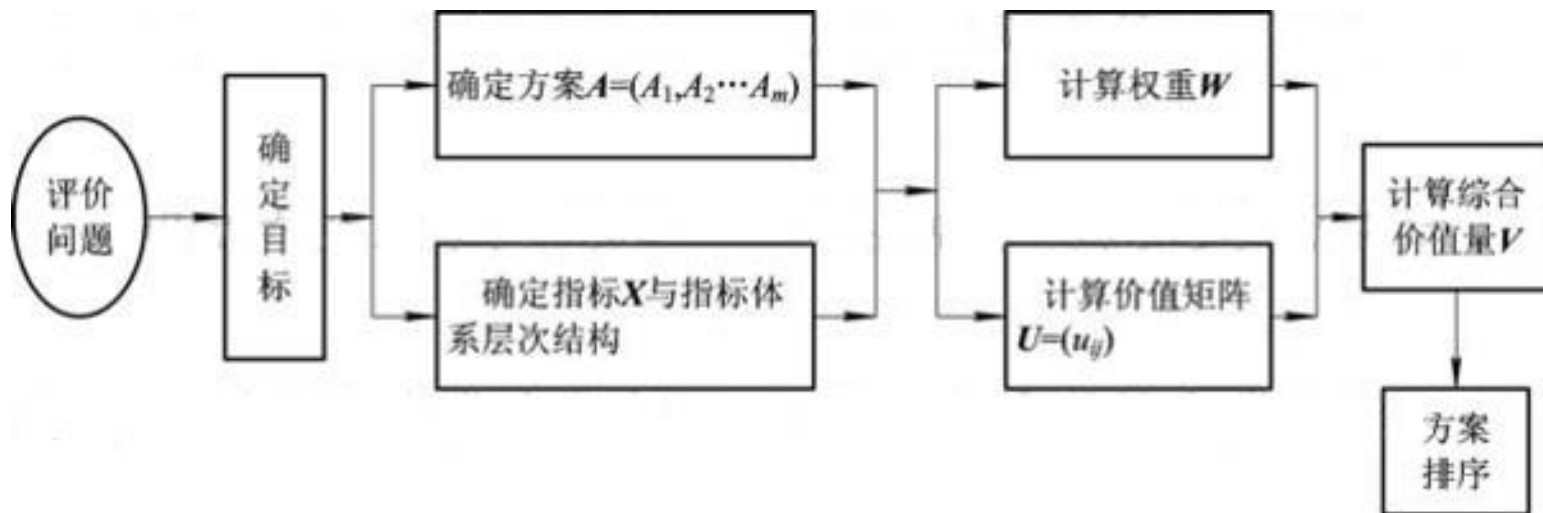 评价
问题
确
定
目
标
确定方案A=(A₁,A₂⋯Aₘ)
确定指标X与指标体
系层次结构
计算权重W
计算价值矩阵
U=(uᵢⱼ)
计算综合
价值量V
方案
排序